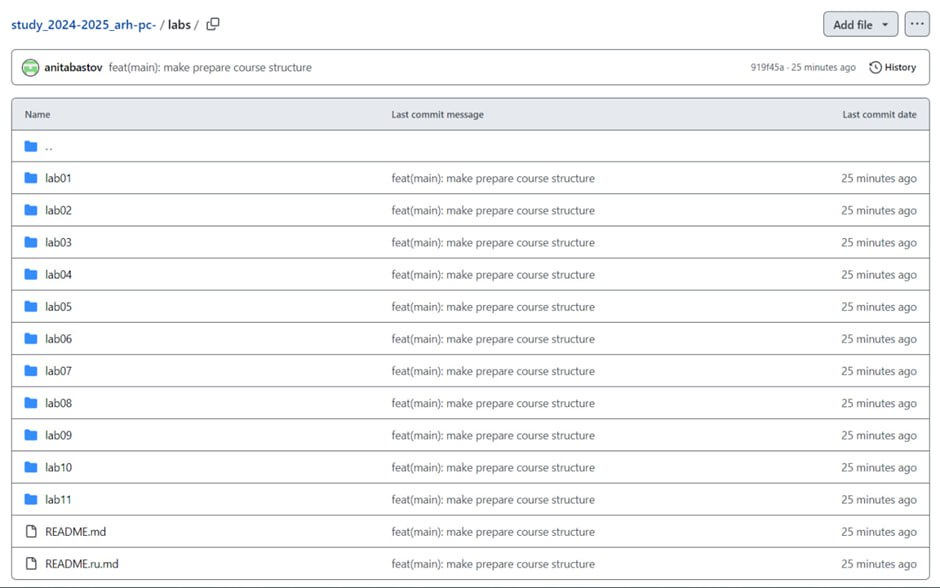 study_2024-2025_arh-pc- / labs /
Add file
anitabastov feat(main): make prepare course structure 919f45a · 25 minutes ago History
Name Last commit message Last commit date
..
lab01 feat(main): make prepare course structure 25 minutes ago
lab02 feat(main): make prepare course structure 25 minutes ago
lab03 feat(main): make prepare course structure 25 minutes ago
lab04 feat(main): make prepare course structure 25 minutes ago
lab05 feat(main): make prepare course structure 25 minutes ago
lab06 feat(main): make prepare course structure 25 minutes ago
lab07 feat(main): make prepare course structure 25 minutes ago
lab08 feat(main): make prepare course structure 25 minutes ago
lab09 feat(main): make prepare course structure 25 minutes ago
lab10 feat(main): make prepare course structure 25 minutes ago
lab11 feat(main): make prepare course structure 25 minutes ago
README.md feat(main): make prepare course structure 25 minutes ago
README.ru.md feat(main): make prepare course structure 25 minutes ago